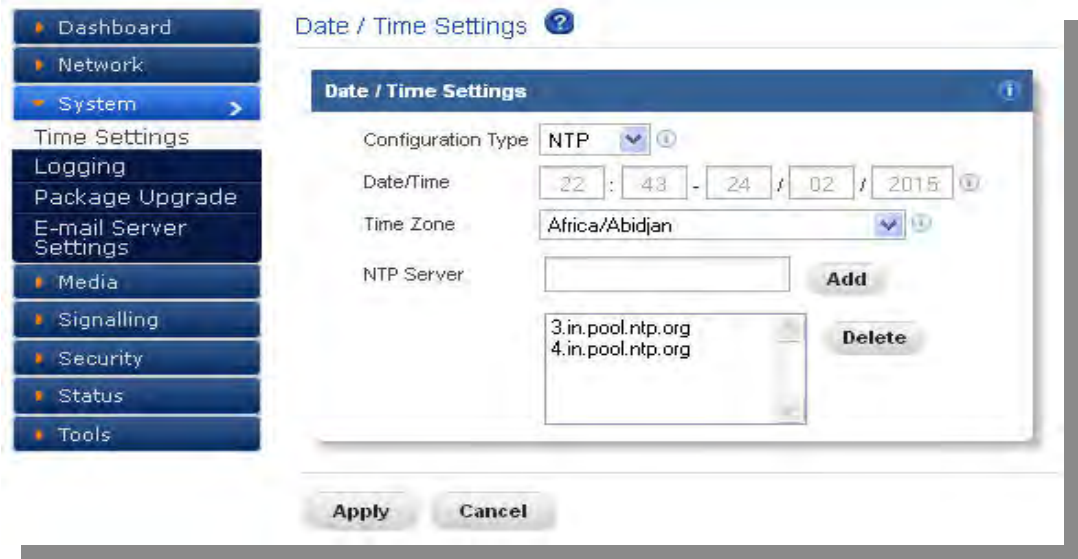 Dashboard
Network
System
Time Settings
Logging
Package Upgrade
E-mail Server
Settings
Media
Signalling
Security
Status
Tools
Date / Time Settings ?
Date / Time Settings
Configuration Type NTP
Date/Time 22 : 43 - 24 / 02 / 2015
Time Zone Africa/Abidjan
NTP Server Add
3.in.pool.ntp.org
4.in.pool.ntp.org
Delete
Apply Cancel